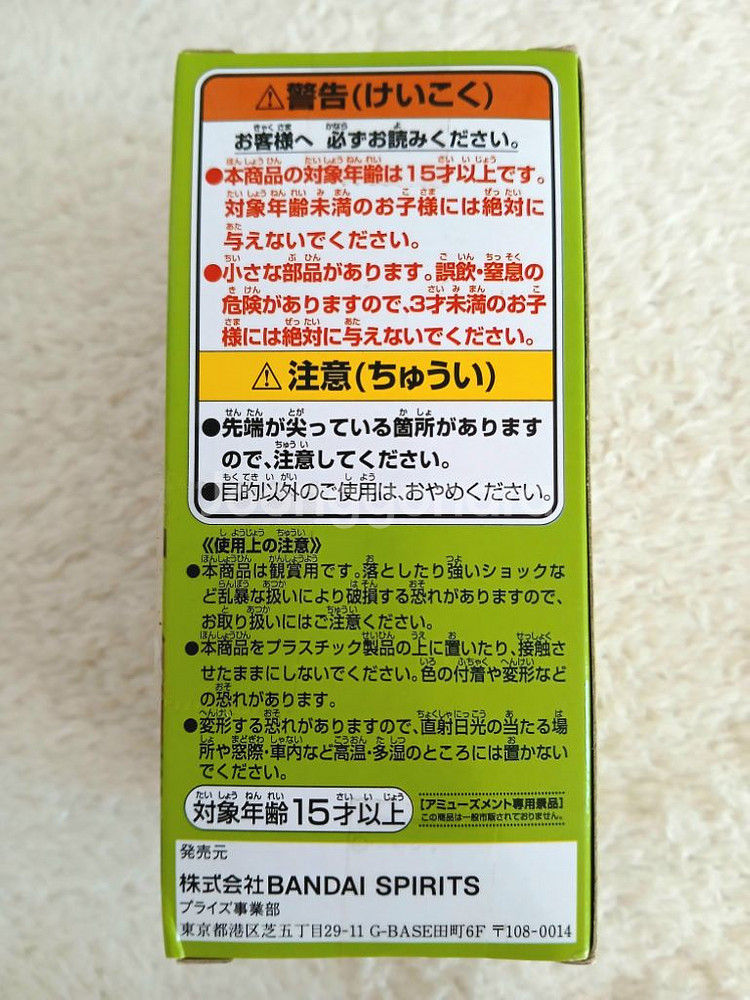 ⚠警告(けいこく)
お客様へ 必ずお読みください。
●本商品の対象年齢は15才以上です。
対象年齢未満のお子様には絶対に
与えないでください。
●小さな部品があります。誤飲・窒息の
危険がありますので、3才未満のお子
様には絶対に与えないでください。
⚠注意(ちゅうい)
●先端が尖っている箇所があります
ので、注意してください。
●目的以外のご使用は、おやめください。
《使用上の注意》
●本商品は観賞用です。落としたり強いショックな
ど乱暴な扱いにより破損する恐れがありますので、
お取り扱いにはご注意ください。
●本商品をプラスチック製品の上に置いたり、接触さ
せたままにしないでください。色の付着や変形など
の恐れがあります。
●変形する恐れがありますので、直射日光の当たる場
所や窓際・車内など高温・多湿のところには置かない
でください。
対象年齢15才以上
【アミューズメント専用景品】
この商品は一般市販されておりません。
発売元
株式会社BANDAI SPIRITS
プライズ事業部
東京都港区芝五丁目29-11 G-BASE田町6F 〒108-0014